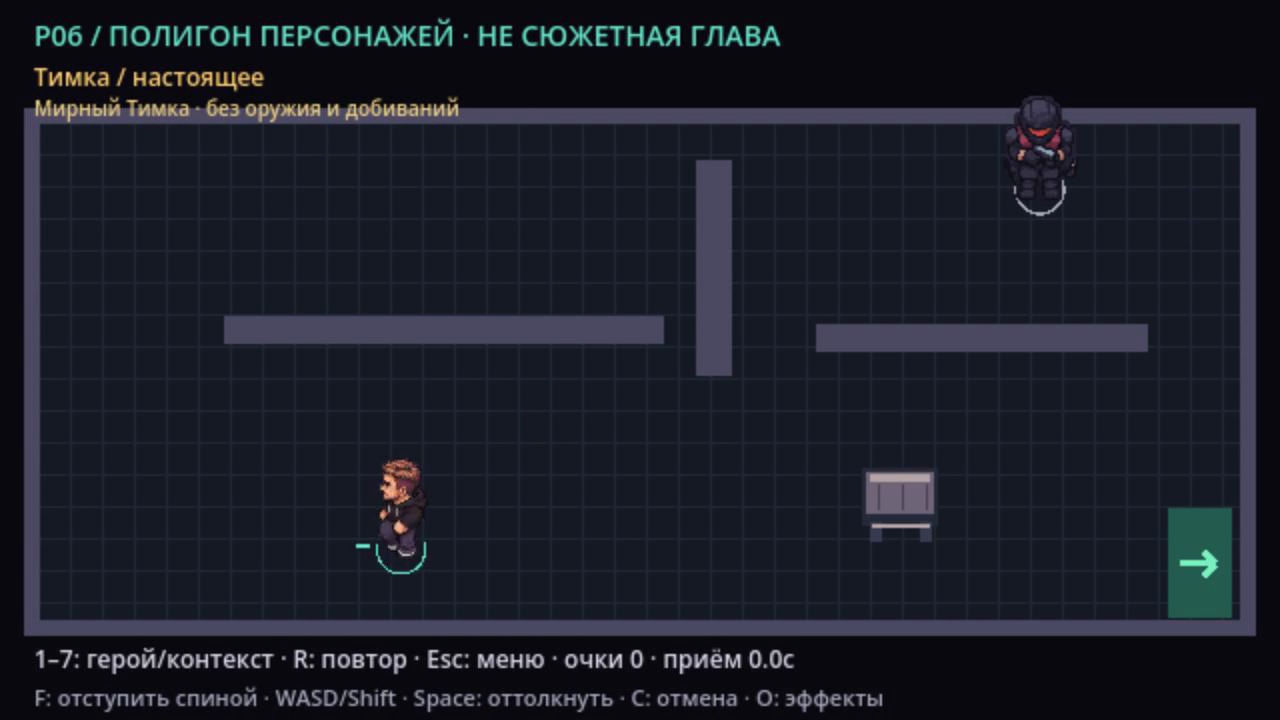 P06 / ПОЛИГОН ПЕРСОНАЖЕЙ · НЕ СЮЖЕТНАЯ ГЛАВА
Тимка / настоящее
Мирный Тимка · без оружия и добиваний
1–7: герой/контекст · R: повтор · Esc: меню · очки 0 · приём 0.0с
F: отступить спиной · WASD/Shift · Space: оттолкнуть · C: отмена · O: эффекты